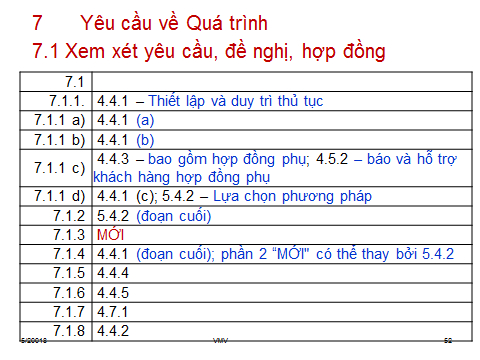 7 Yêu cầu về Quá trình
7.1 Xem xét yêu cầu, đề nghị, hợp đồng
7.1
7.1.1. 4.4.1 – Thiết lập và duy trì thủ tục
7.1.1 a) 4.4.1 (a)
7.1.1 b) 4.4.1 (b)
7.1.1 c) 4.4.3 – bao gồm hợp đồng phụ; 4.5.2 – báo và hỗ trợ
khách hàng hợp đồng phụ
7.1.1 d) 4.4.1 (c); 5.4.2 – Lựa chọn phương pháp
7.1.2 5.4.2 (đoạn cuối)
7.1.3 MỚI
7.1.4 4.4.1 (đoạn cuối); phần 2 “MỚI" có thể thay bởi 5.4.2
7.1.5 4.4.4
7.1.6 4.4.5
7.1.7 4.7.1
7.1.8 4.4.2
5/20018 VMV 52